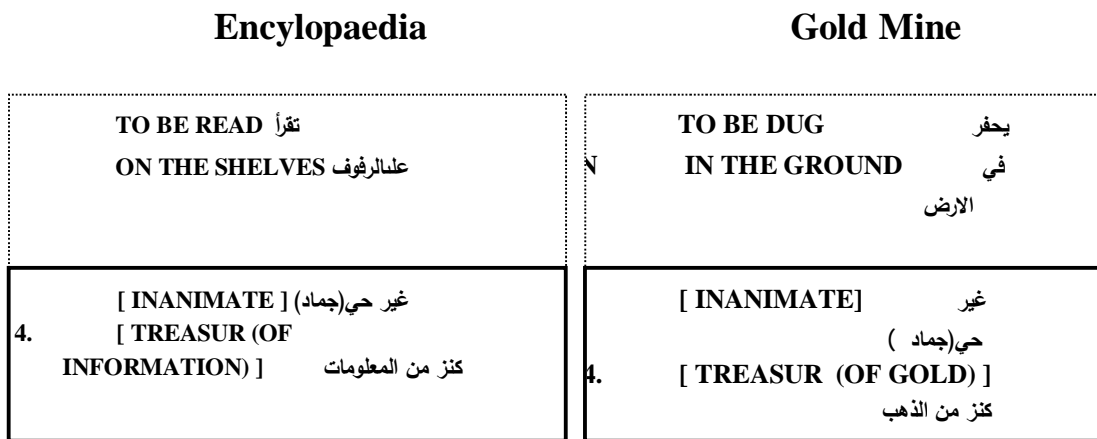 Encylopaedia
Gold Mine
TO BE READ تقرأ
ON THE SHELVES علىالرفوف
TO BE DUG يحفر
N IN THE GROUND في
الارض
[ INANIMATE ] غير حي(جماد)
4. [ TREASUR (OF
INFORMATION) ] كنز من المعلومات
[ INANIMATE] غير
حي(جماد )
4. [ TREASUR (OF GOLD) ]
كنز من الذهب